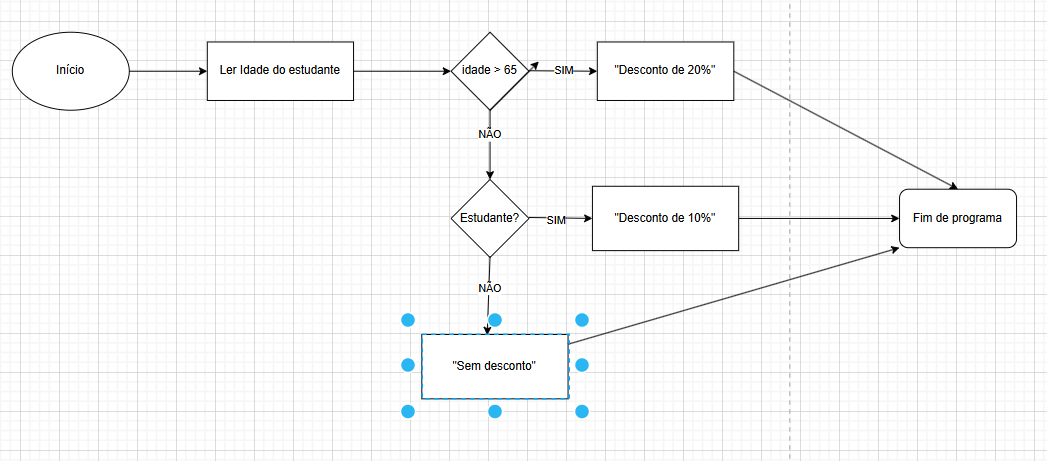 Início
Ler Idade do estudante
idade > 65
SIM
"Desconto de 20%"
NÃO
Estudante?
SIM
"Desconto de 10%"
Fim de programa
NÃO
"Sem desconto"